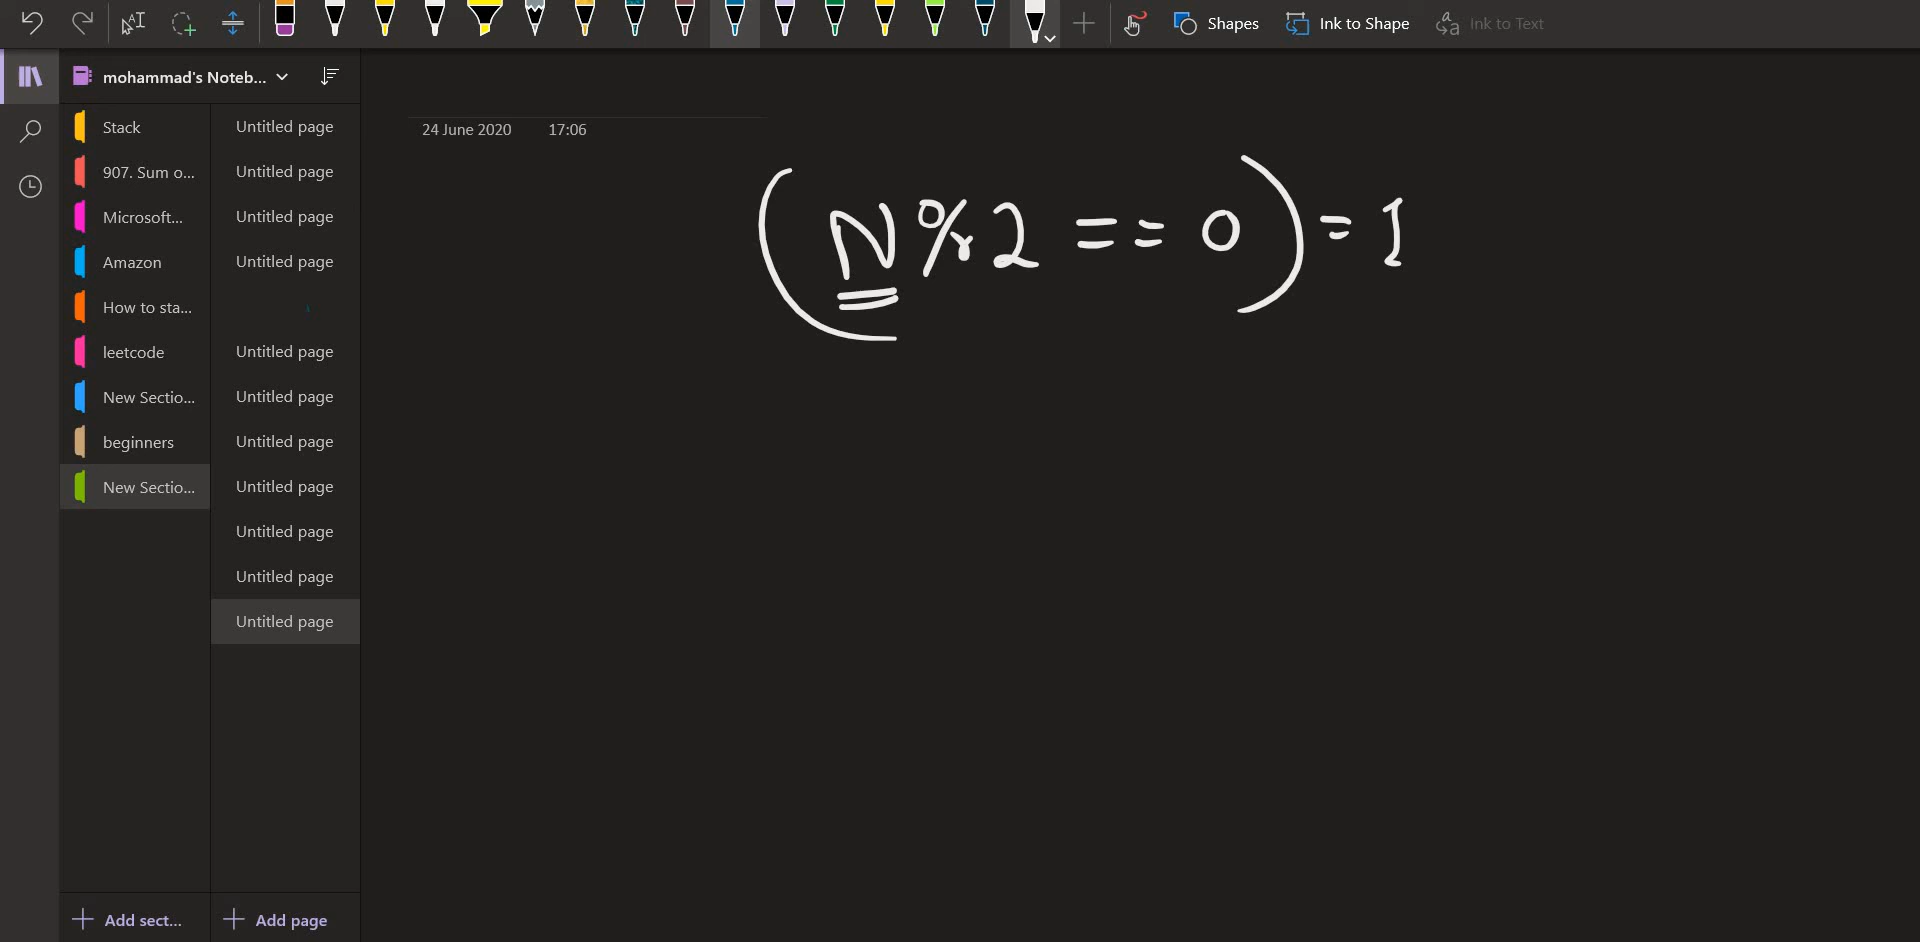 Shapes
Ink to Shape
Ink to Text
mohammad's Noteb...
Stack
907. Sum o...
Microsoft...
Amazon
How to sta...
leetcode
New Sectio...
beginners
New Sectio...
Add sect...
Untitled page
Untitled page
Untitled page
Untitled page
Untitled page
Untitled page
Untitled page
Untitled page
Untitled page
Untitled page
Untitled page
Add page
24 June 2020 17:06
(N%2 == 0) = 1